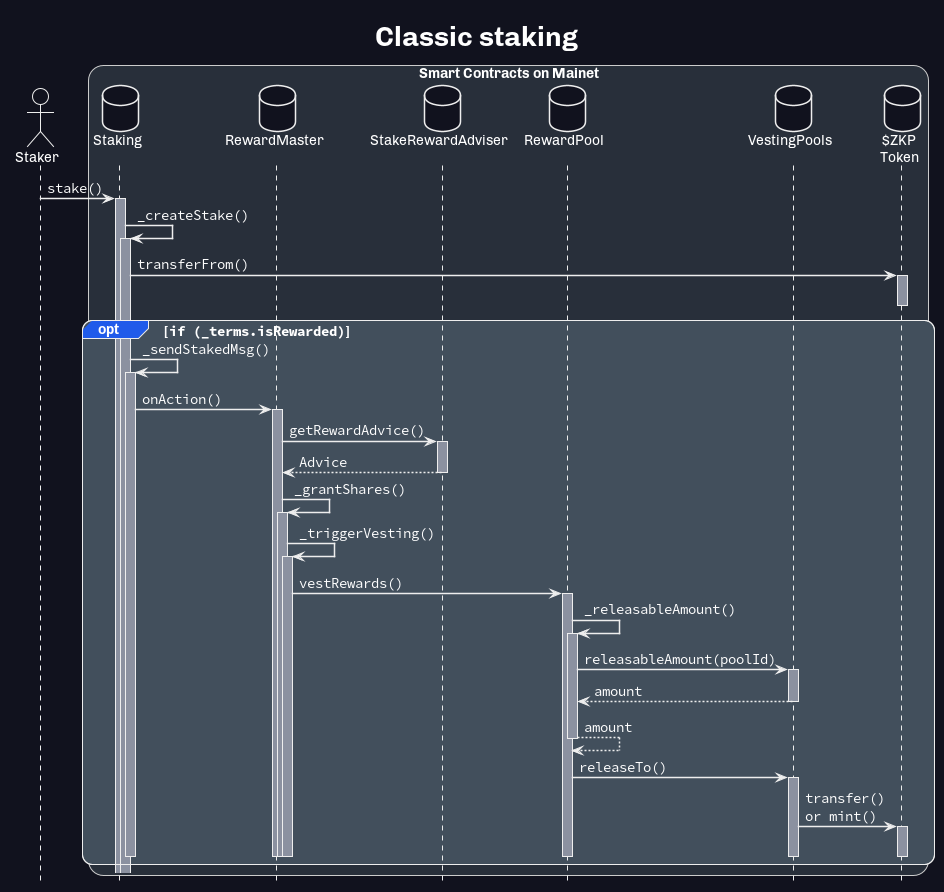 Classic staking
Smart Contracts on Mainet
Staker
Staking
RewardMaster
StakeRewardAdviser
RewardPool
VestingPools
$ZKP
Token
stake()
_createStake()
transferFrom()
opt
[if (_terms.isRewarded)]
_sendStakedMsg()
onAction()
getRewardAdvice()
Advice
_grantShares()
_triggerVesting()
vestRewards()
_releasableAmount()
releasableAmount(poolId)
amount
amount
releaseTo()
transfer()
or mint()